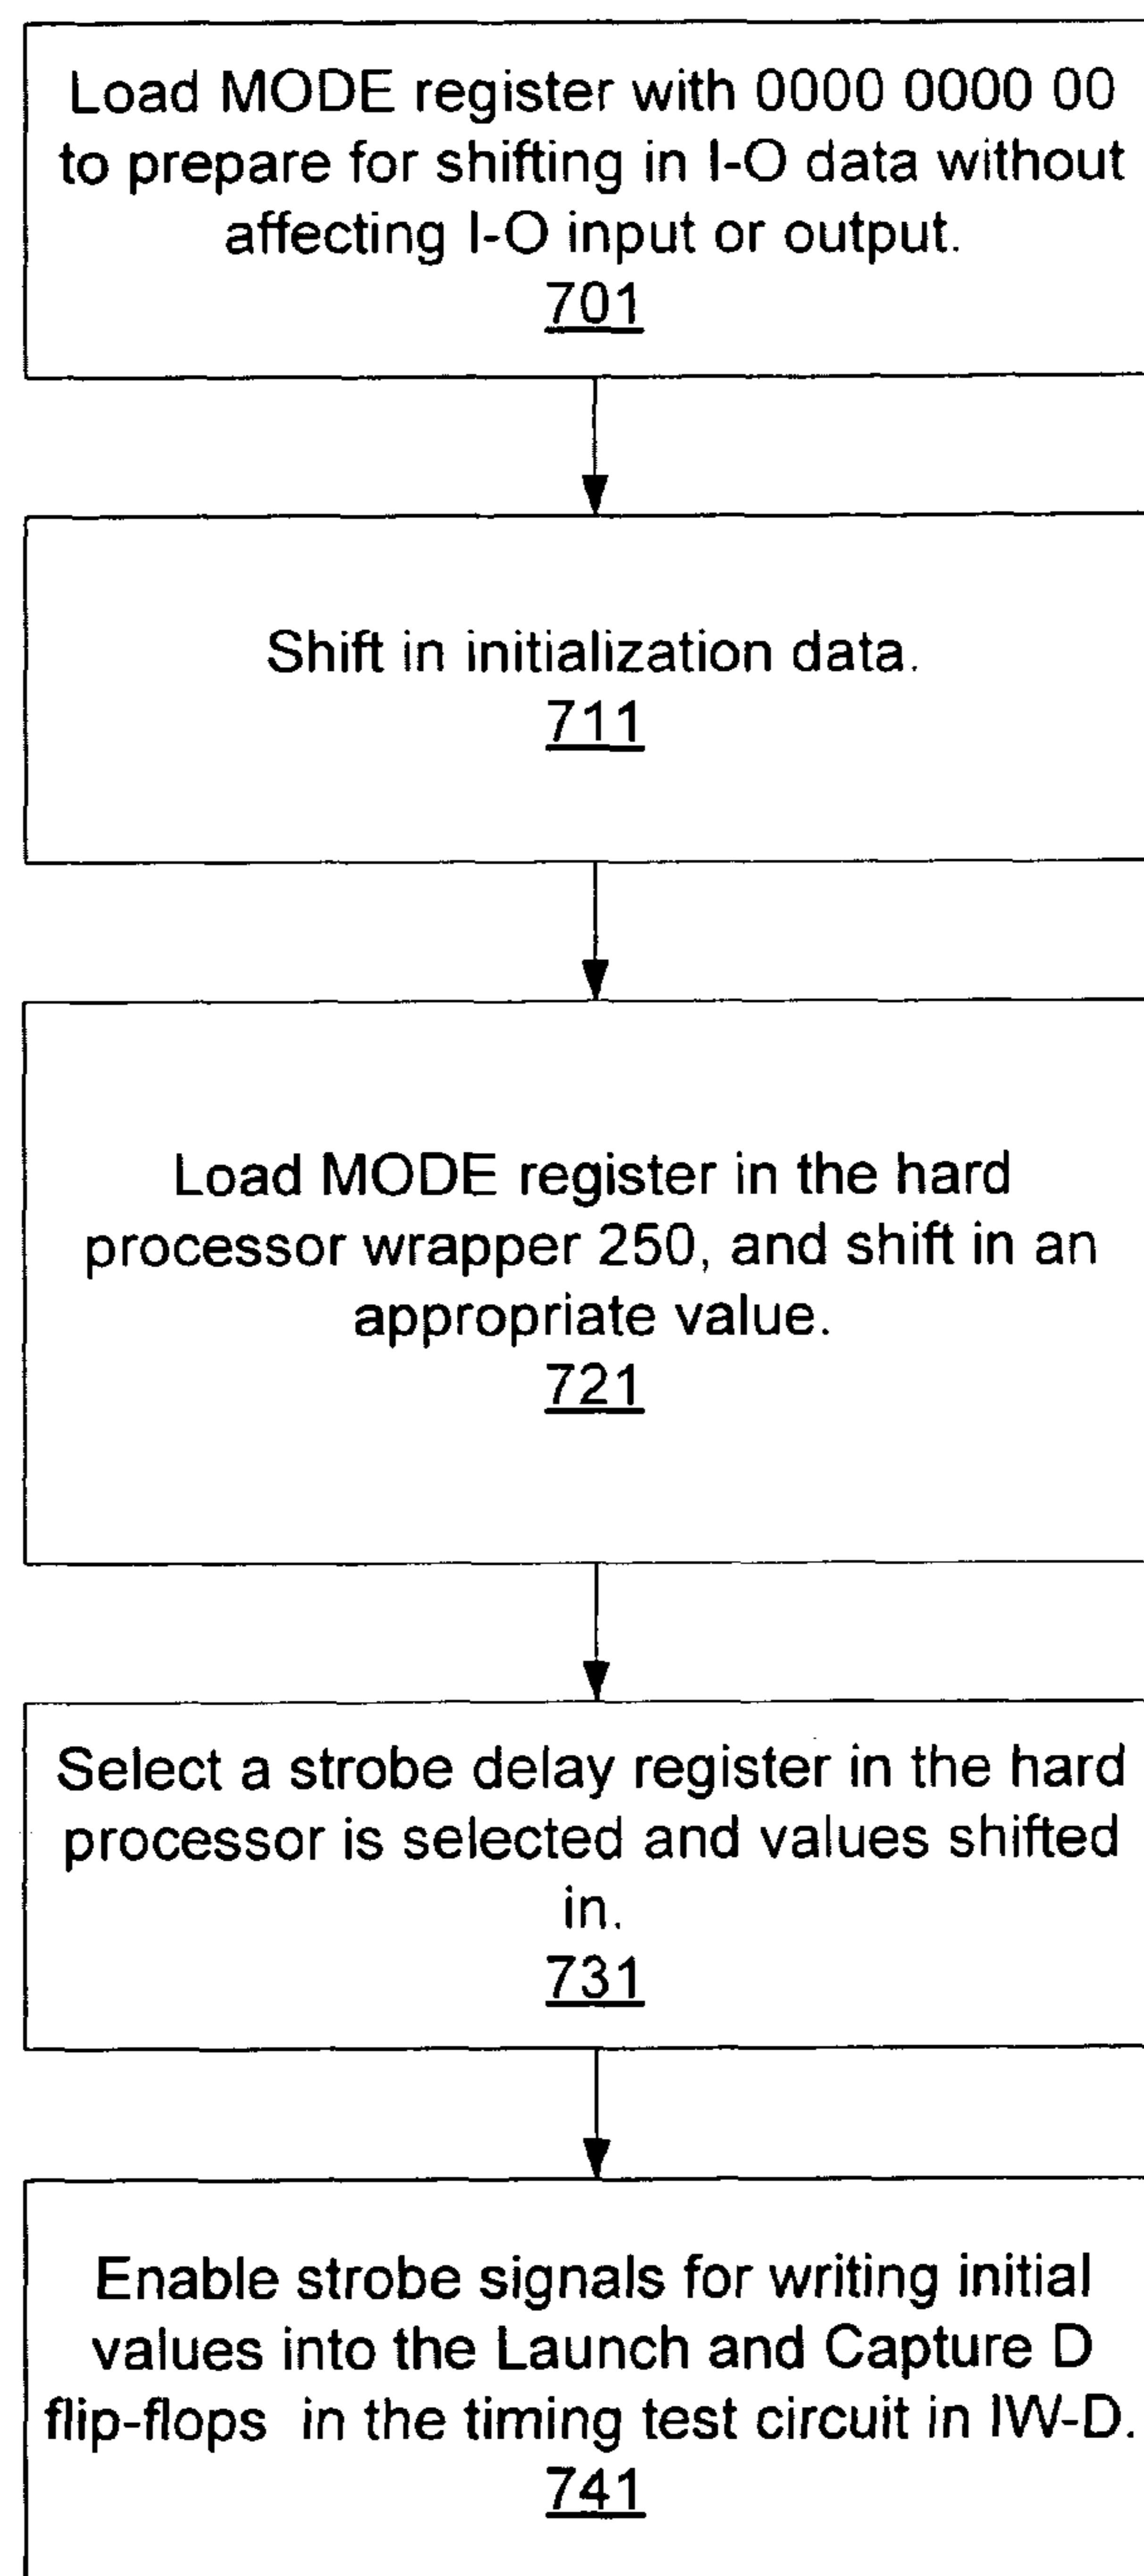 Load MODE register with 0000 0000 00
to prepare for shifting in I-O data without
affecting I-O input or output.
701
Shift in initialization data.
711
Load MODE register in the hard
processor wrapper 250, and shift in an
appropriate value.
721
Select a strobe delay register in the hard
processor is selected and values shifted
in.
731
Enable strobe signals for writing initial
values into the Launch and Capture D
flip-flops in the timing test circuit in IW-D.
741